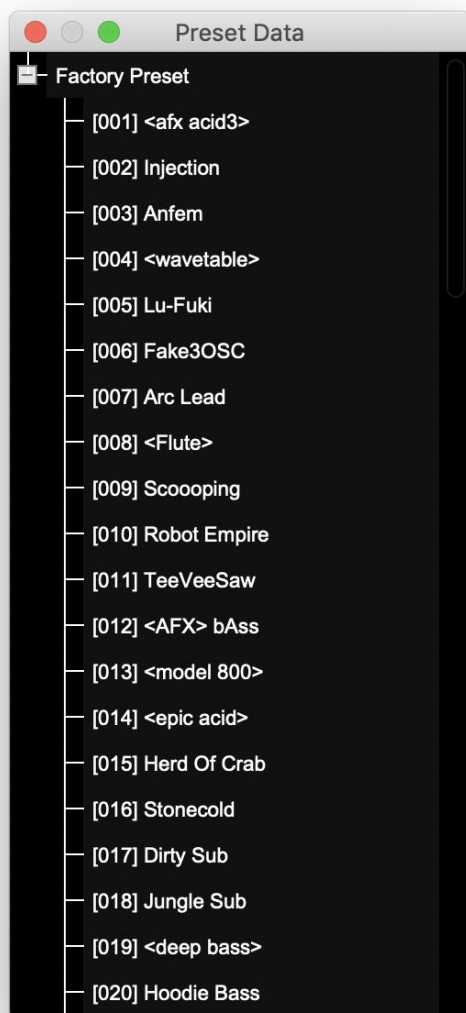 Preset Data
Factory Preset
[001] <afx acid3>
[002] Injection
[003] Anfem
[004] <wavetable>
[005] Lu-Fuki
[006] Fake3OSC
[007] Arc Lead
[008] <Flute>
[009] Scoooping
[010] Robot Empire
[011] TeeVeeSaw
[012] <AFX> bAss
[013] <model 800>
[014] <epic acid>
[015] Herd Of Crab
[016] Stonecold
[017] Dirty Sub
[018] Jungle Sub
[019] <deep bass>
[020] Hoodie Bass